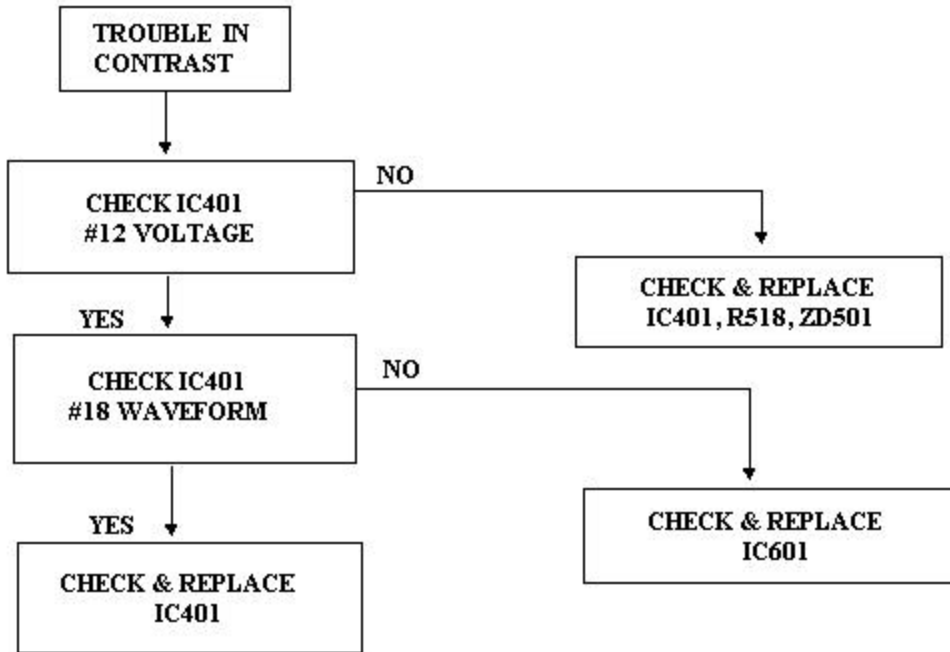 TROUBLE IN
CONTRAST
CHECK IC401
#12 VOLTAGE
NO
CHECK & REPLACE
IC401, R518, ZD501
YES
CHECK IC401
#18 WAVEFORM
NO
CHECK & REPLACE
IC601
YES
CHECK & REPLACE
IC401